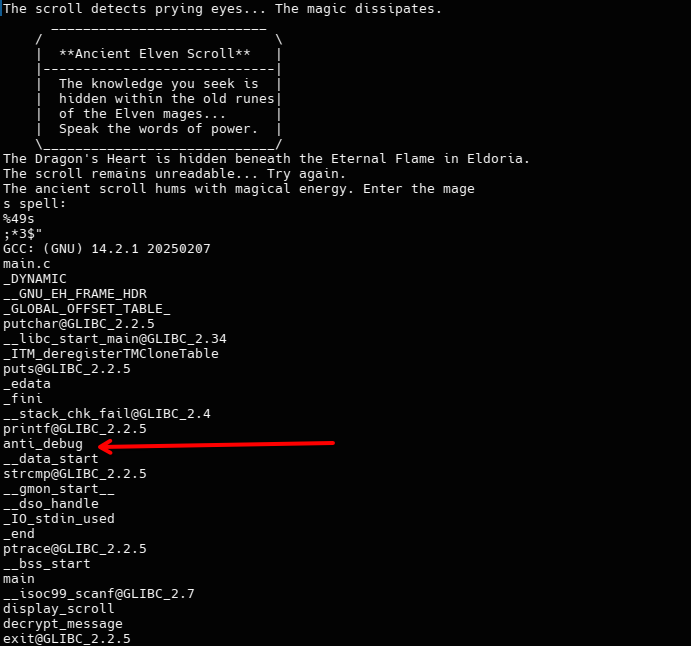 The scroll detects prying eyes... The magic dissipates.
      ___________________________
    /                             \
    |  **Ancient Elven Scroll**   |
    |-----------------------------|
    |  The knowledge you seek is  |
    |  hidden within the old runes|
    |  of the Elven mages...      |
    |  Speak the words of power.  |
    \_____________________________/
The Dragon's Heart is hidden beneath the Eternal Flame in Eldoria.
The scroll remains unreadable... Try again.
The ancient scroll hums with magical energy. Enter the mage
s spell:
%49s
;*3$"
GCC: (GNU) 14.2.1 20250207
main.c
_DYNAMIC
__GNU_EH_FRAME_HDR
_GLOBAL_OFFSET_TABLE_
putchar@GLIBC_2.2.5
__libc_start_main@GLIBC_2.34
_ITM_deregisterTMCloneTable
puts@GLIBC_2.2.5
_edata
_fini
__stack_chk_fail@GLIBC_2.4
printf@GLIBC_2.2.5
anti_debug
__data_start
strcmp@GLIBC_2.2.5
__gmon_start__
__dso_handle
_IO_stdin_used
_end
ptrace@GLIBC_2.2.5
__bss_start
main
__isoc99_scanf@GLIBC_2.7
display_scroll
decrypt_message
exit@GLIBC_2.2.5